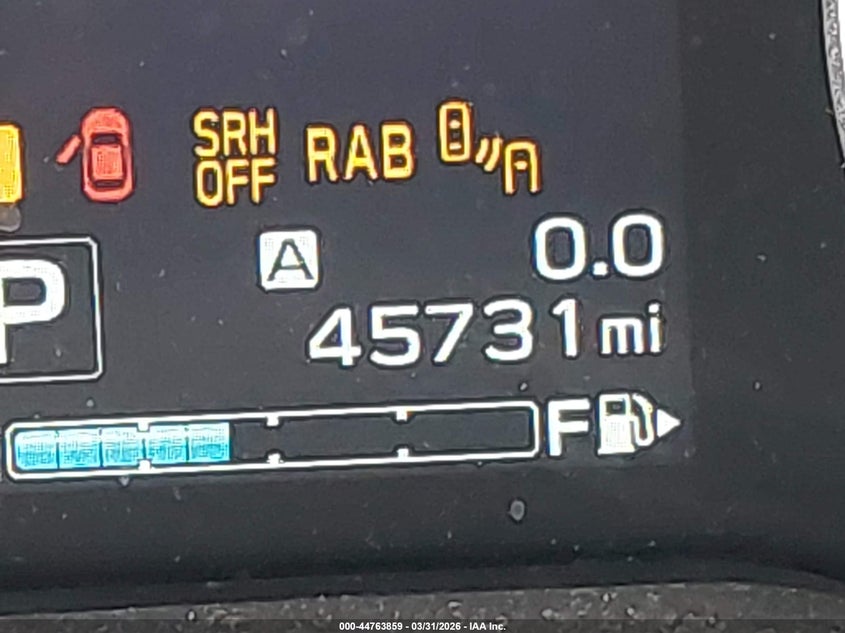 SRH OFF RAB A
P A 0.0
45731 mi
F
000-44763859 - 03/31/2026 - IAA Inc.